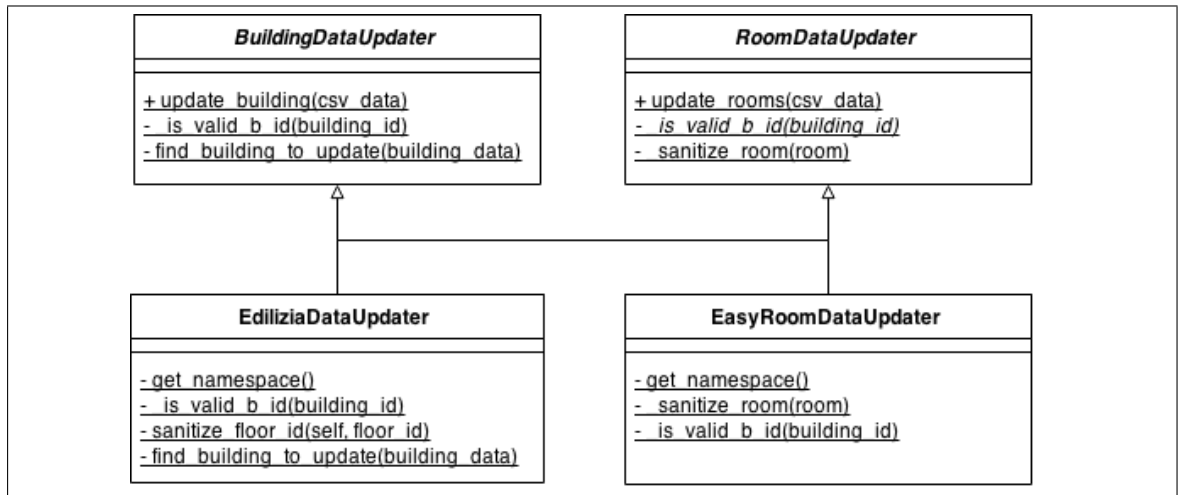 BuildingDataUpdater
+ update_building(csv_data)
- _is_valid_b_id(building_id)
- find_building_to_update(building_data)
RoomDataUpdater
+ update_rooms(csv_data)
- _is_valid_b_id(building_id)
- _sanitize_room(room)
EdiliziaDataUpdater
- get_namespace()
- _is_valid_b_id(building_id)
- sanitize_floor_id(self, floor_id)
- find_building_to_update(building_data)
EasyRoomDataUpdater
- get_namespace()
- _sanitize_room(room)
- _is_valid_b_id(building_id)